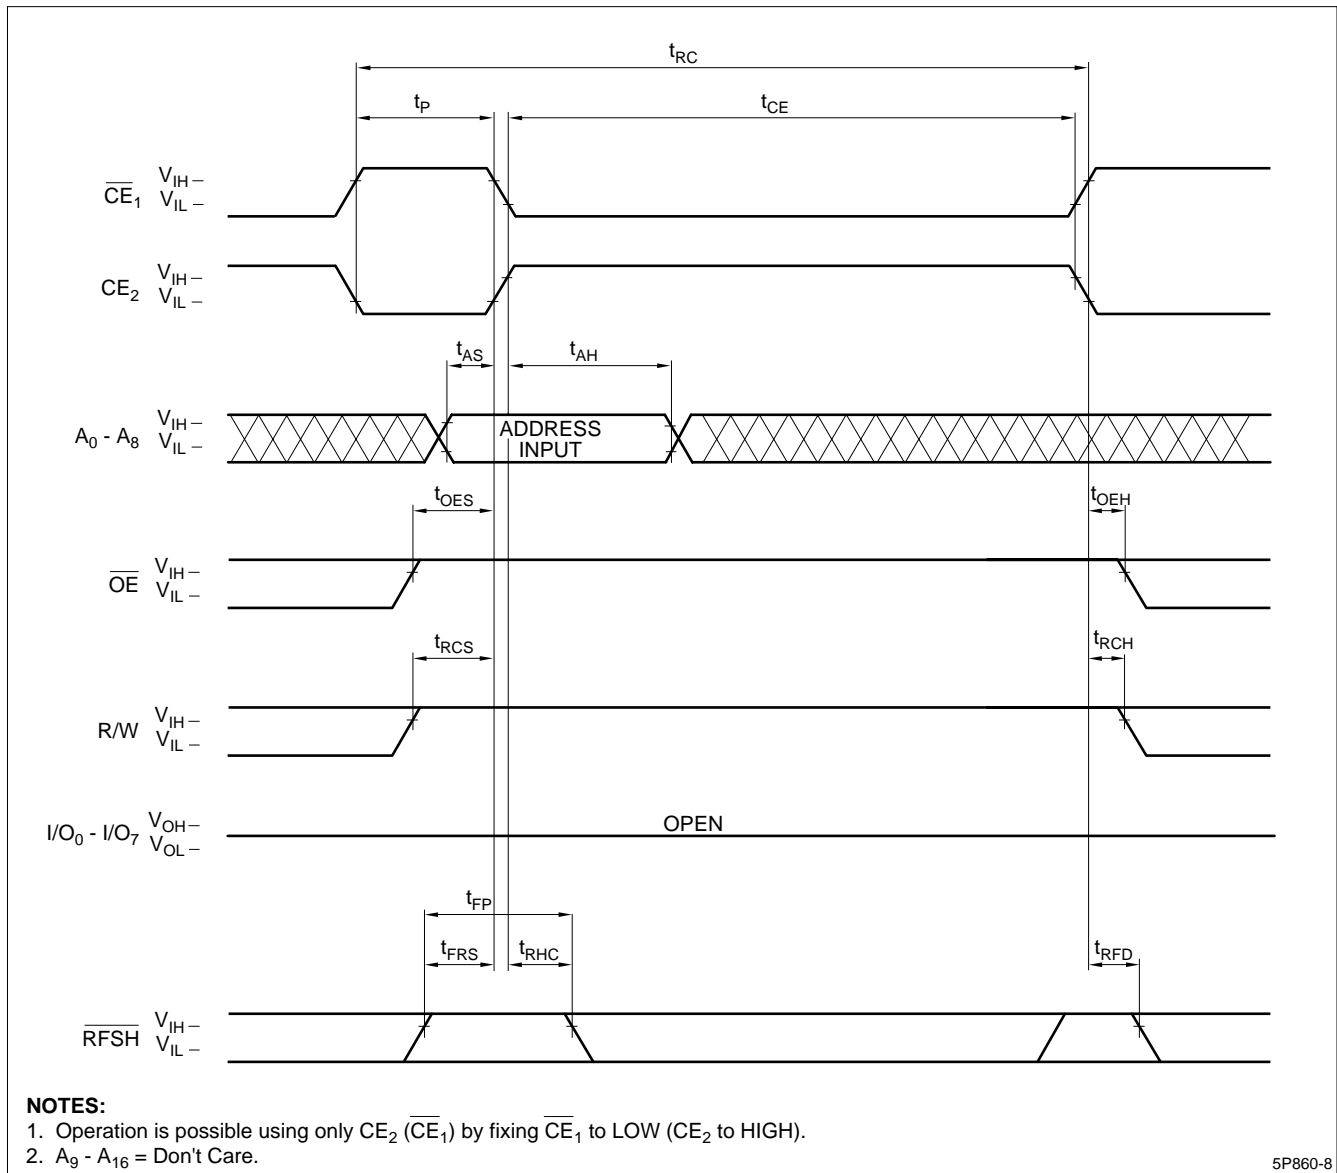 tRC
tP tCE
CE1 VIH
VIL
CE2 VIH
VIL
tAS tAH
A0 - A8 VIH
VIL
ADDRESS
INPUT
tOES tOEH
OE VIH
VIL
tRCS tRCH
R/W VIH
VIL
I/O0 - I/O7 VOH
VOL
OPEN
tFP
tFRS tRHC tRFD
RFSH VIH
VIL
NOTES:
1. Operation is possible using only CE2 (CE1) by fixing CE1 to LOW (CE2 to HIGH).
2. A9 - A16 = Don't Care.
5P860-8